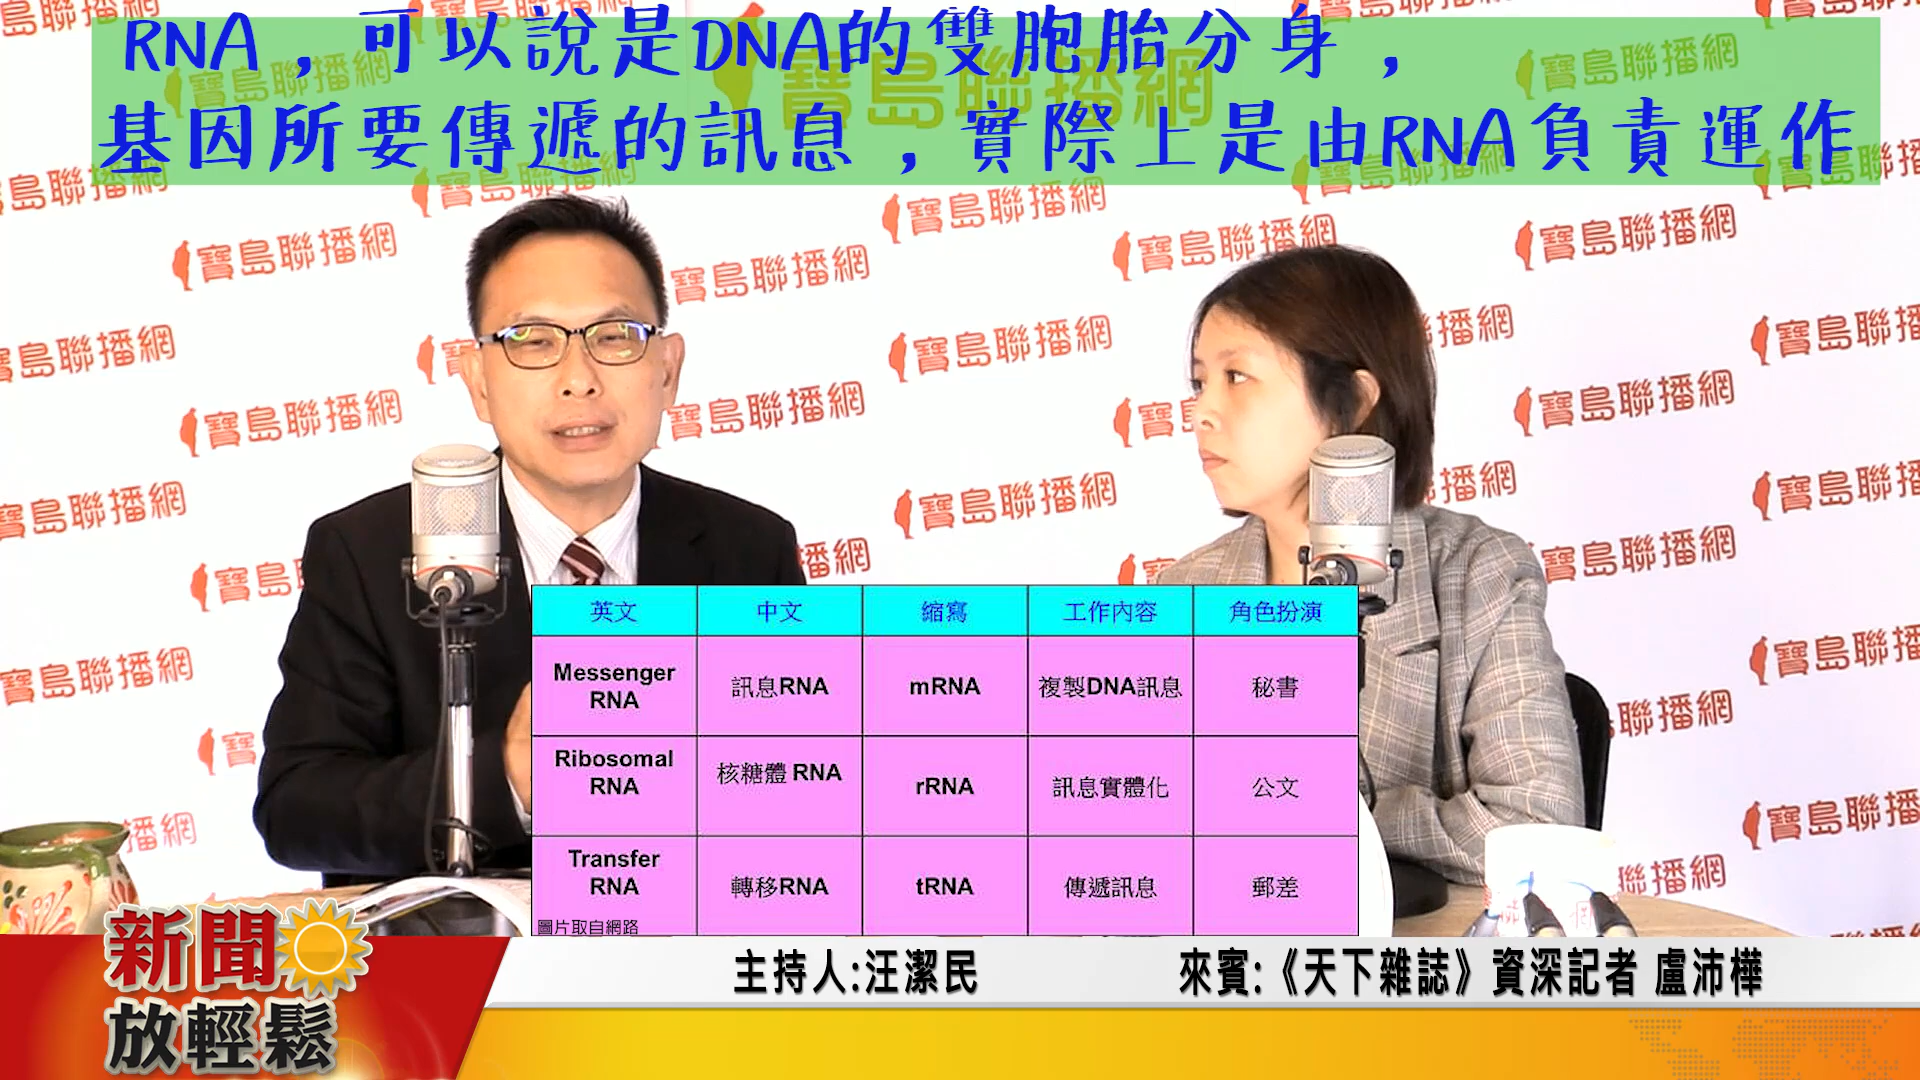 RNA，可以說是DNA的雙胞胎分身，
基因所要傳遞的訊息，實際上是由RNA負責運作
寶島聯播網
英文 中文 縮寫 工作內容 角色扮演
Messenger RNA 訊息RNA mRNA 複製DNA訊息 秘書
Ribosomal RNA 核糖體 RNA rRNA 訊息實體化 公文
Transfer RNA 轉移RNA tRNA 傳遞訊息 郵差
圖片取自網路
新聞
放輕鬆
主持人:汪潔民 來賓:《天下雜誌》資深記者 盧沛樺